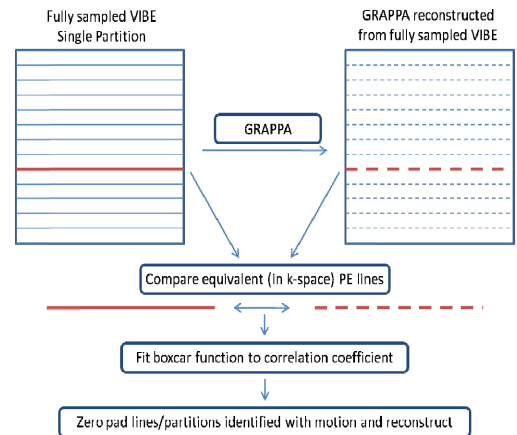 Fully sampled VIBE
Single Partition
GRAPPA reconstructed
from fully sampled VIBE
GRAPPA
Compare equivalent (in k-space) PE lines
Fit boxcar function to correlation coefficient
Zero pad lines/partitions identified with motion and reconstruct